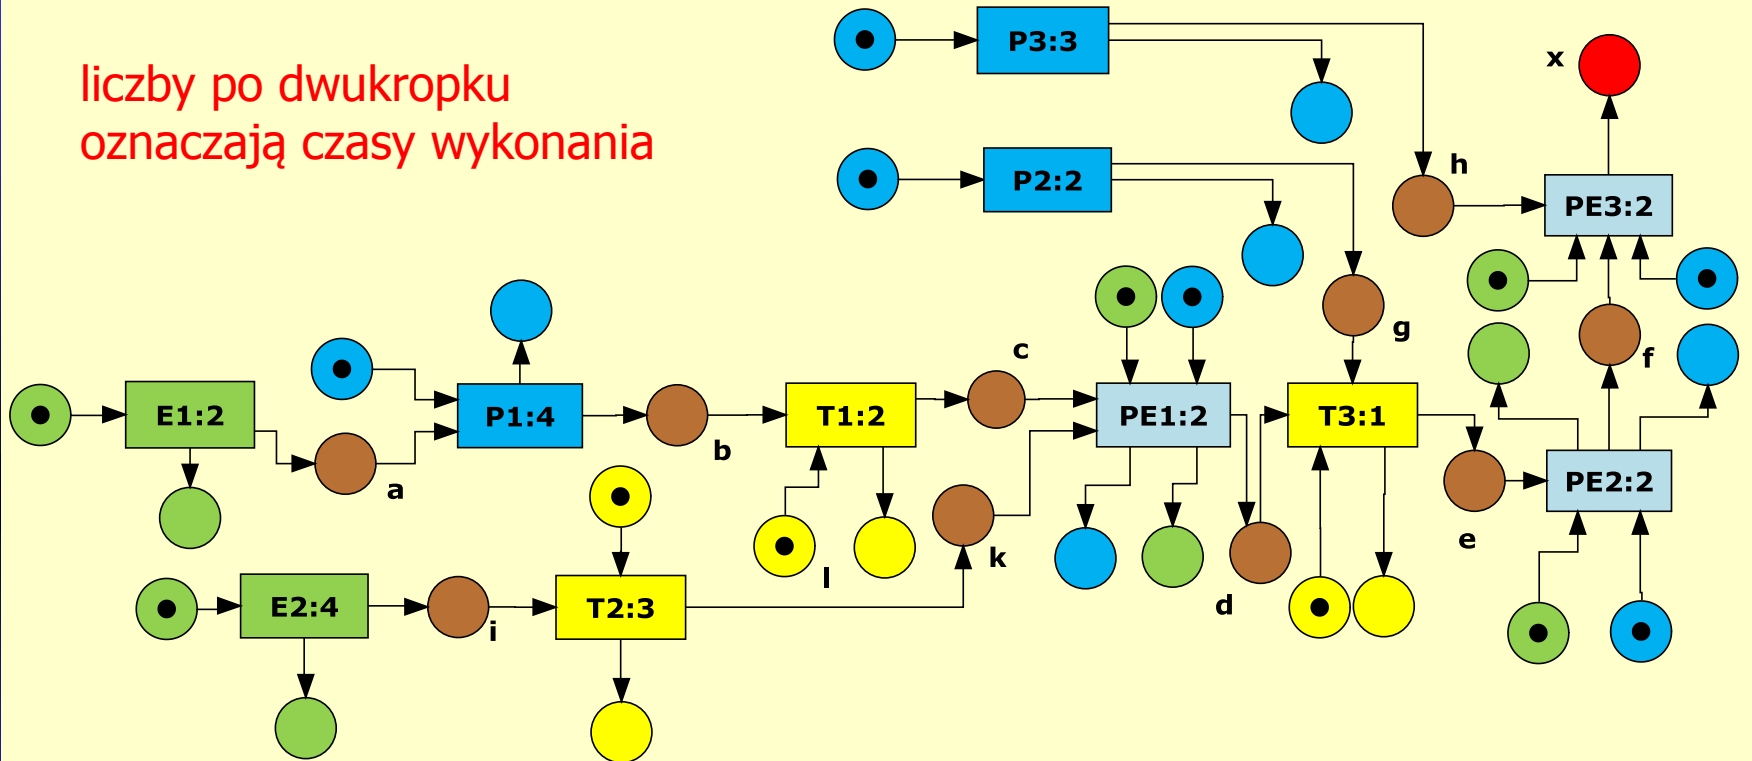 liczby po dwukropku
oznaczają czasy wykonania
P3:3
x
P2:2
h
PE3:2
g
c
f
E1:2
P1:4
T1:2
PE1:2
T3:1
b
a
PE2:2
e
k
l
d
E2:4
i
T2:3